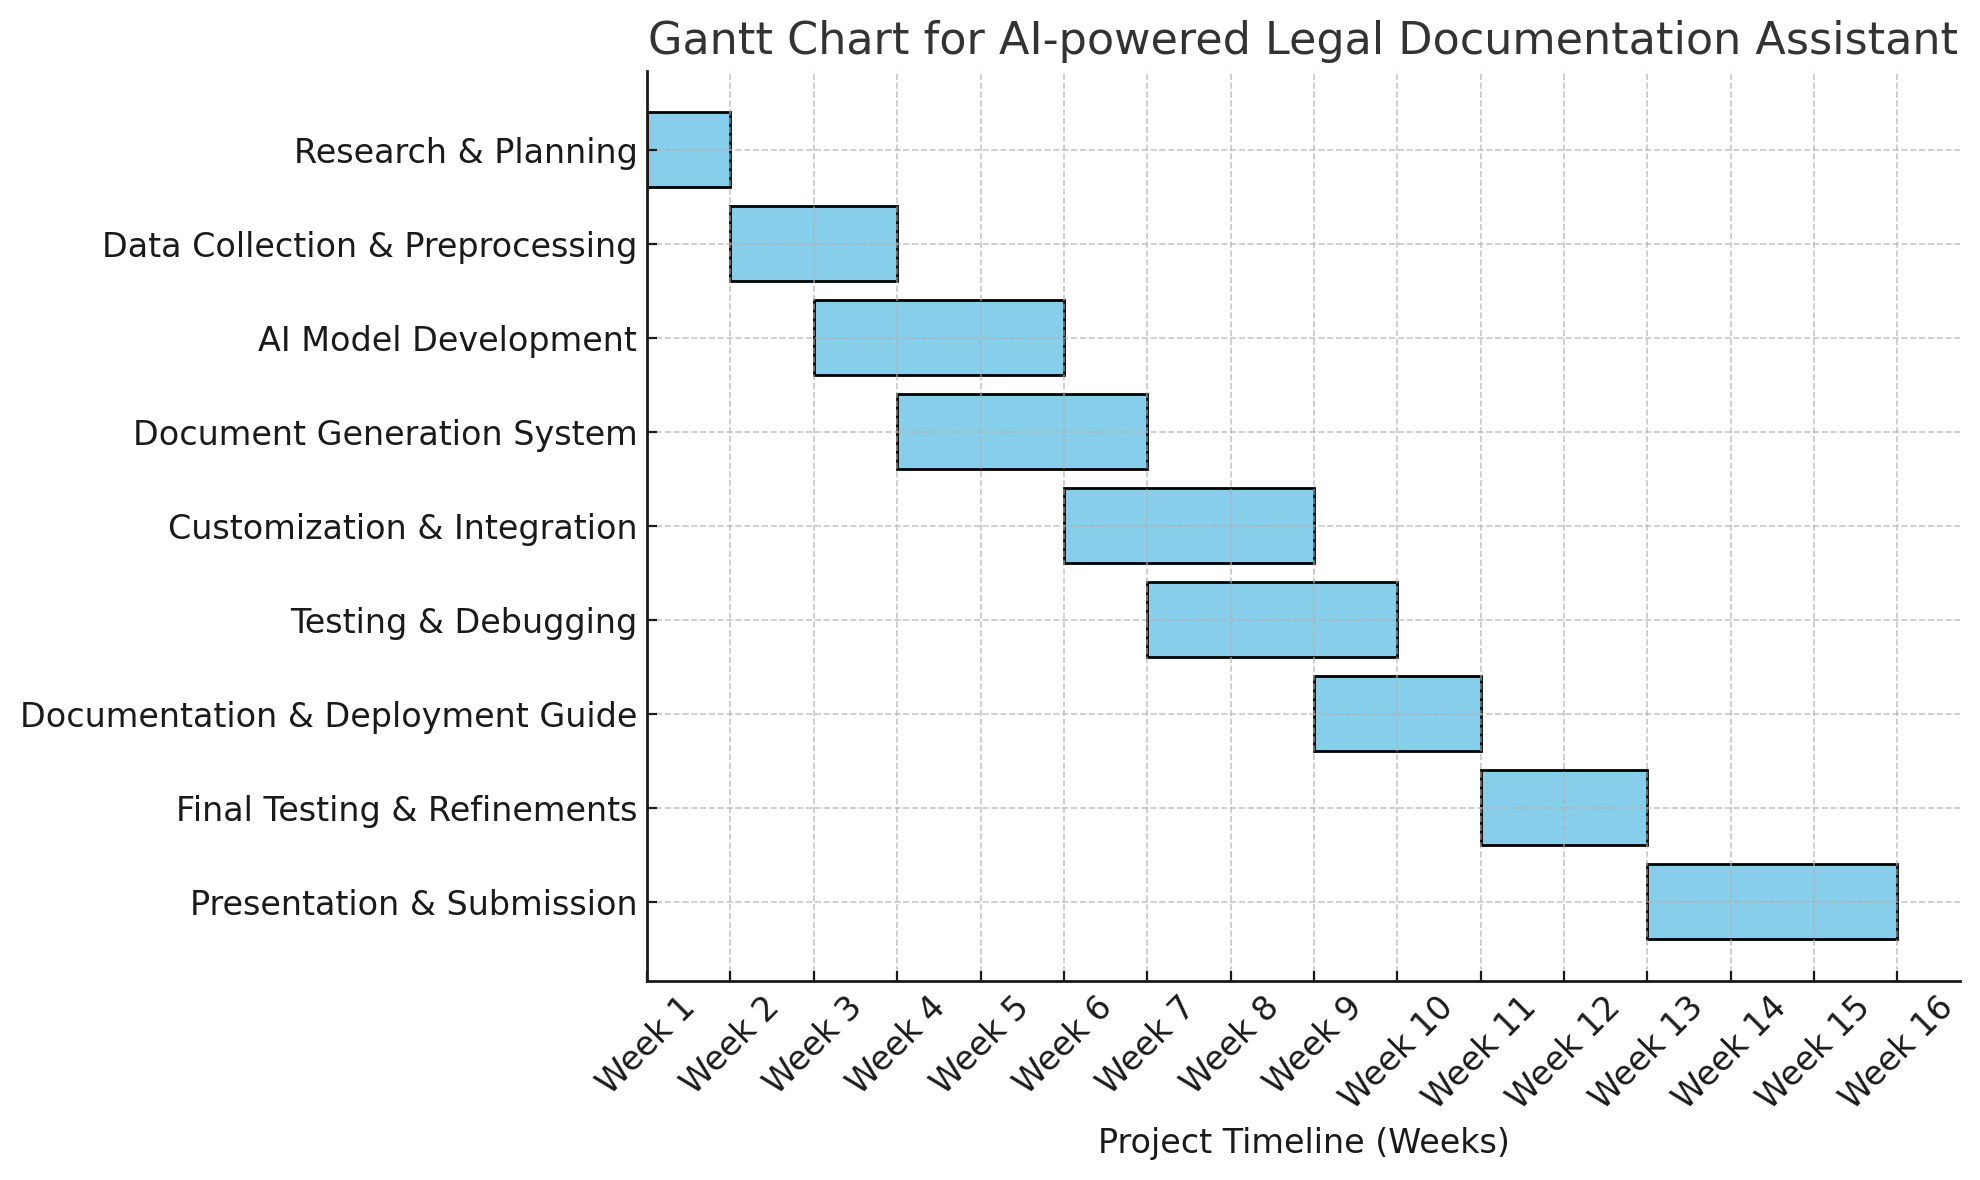 Gantt Chart for AI-powered Legal Documentation Assistant
Research & Planning
Data Collection & Preprocessing
AI Model Development
Document Generation System
Customization & Integration
Testing & Debugging
Documentation & Deployment Guide
Final Testing & Refinements
Presentation & Submission
Week 1
Week 2
Week 3
Week 4
Week 5
Week 6
Week 7
Week 8
Week 9
Week 10
Week 11
Week 12
Week 13
Week 14
Week 15
Week 16
Project Timeline (Weeks)